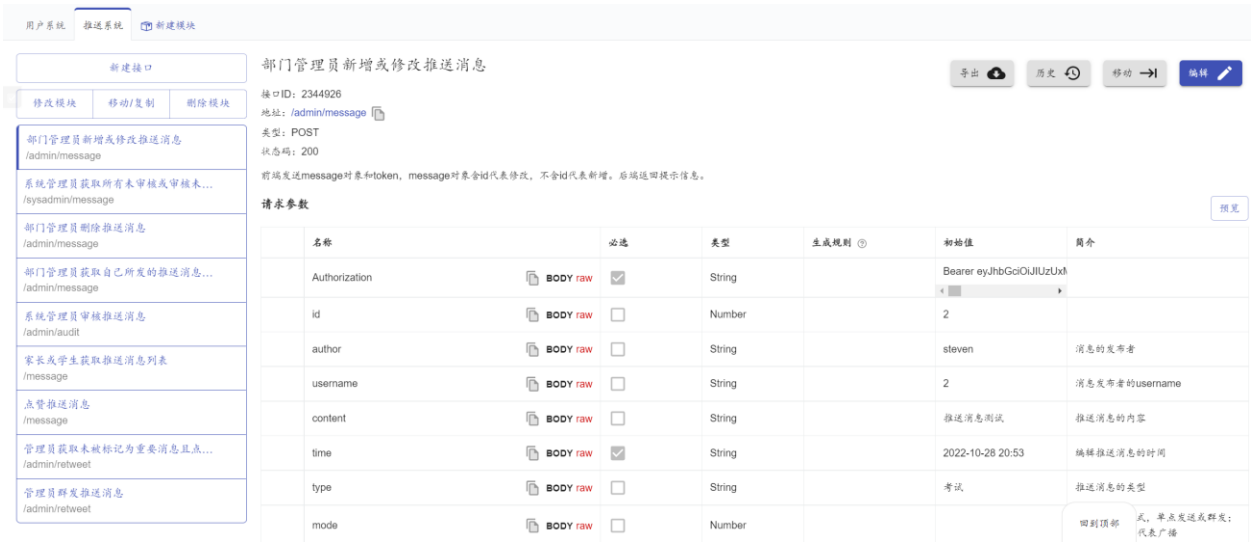 用户系统 推送系统 新建模块
新建接口
修改模块 移动/复制 删除模块
部门管理员新增或修改推送消息
/admin/message
系统管理员获取所有未审核或审核未...
/sysadmin/message
部门管理员删除推送消息
/admin/message
部门管理员获取自己所发的推送消息...
/admin/message
系统管理员审核推送消息
/admin/audit
家长或学生获取推送消息列表
/message
点赞推送消息
/message
管理员获取未被标记为重要消息且点...
/admin/retweet
管理员群发推送消息
/admin/retweet
部门管理员新增或修改推送消息
导出 历史 移动 编辑
接口ID: 2344926
地址: /admin/message
类型: POST
状态码: 200
前端发送message对象和token，message对象含id代表修改，不含id代表新增。后端返回提示信息。
请求参数
预览
名称 必选 类型 生成规则 初始值 简介
Authorization BODY raw String Bearer eyJhbGciOiJIUzUxM
id BODY raw Number 2
author BODY raw String steven 消息的发布者
username BODY raw String 2 消息发布者的username
content BODY raw String 推送消息测试 推送消息的内容
time BODY raw String 2022-10-28 20:53 编辑推送消息的时间
type BODY raw String 考试 推送消息的类型
mode BODY raw Number 式，单点发送或群发；
代表广播
回到顶部